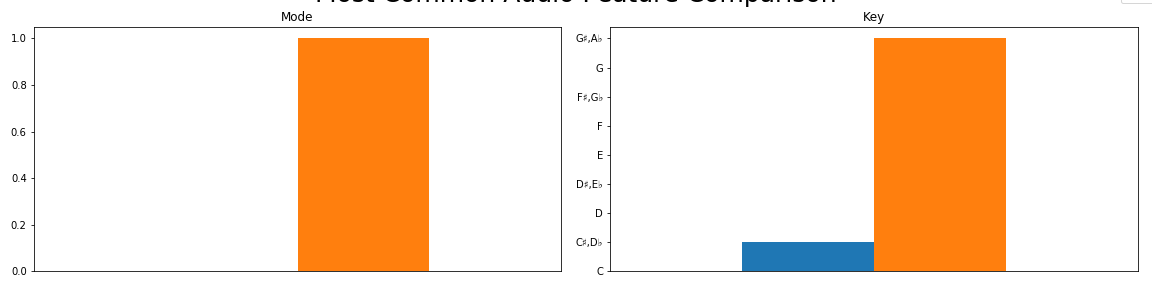 Most Common Audio Feature Comparison
Mode
1.0
0.8
0.6
0.4
0.2
0.0
Key
G♯,A♭
G
F♯,G♭
F
E
D♯,E♭
D
C♯,D♭
C